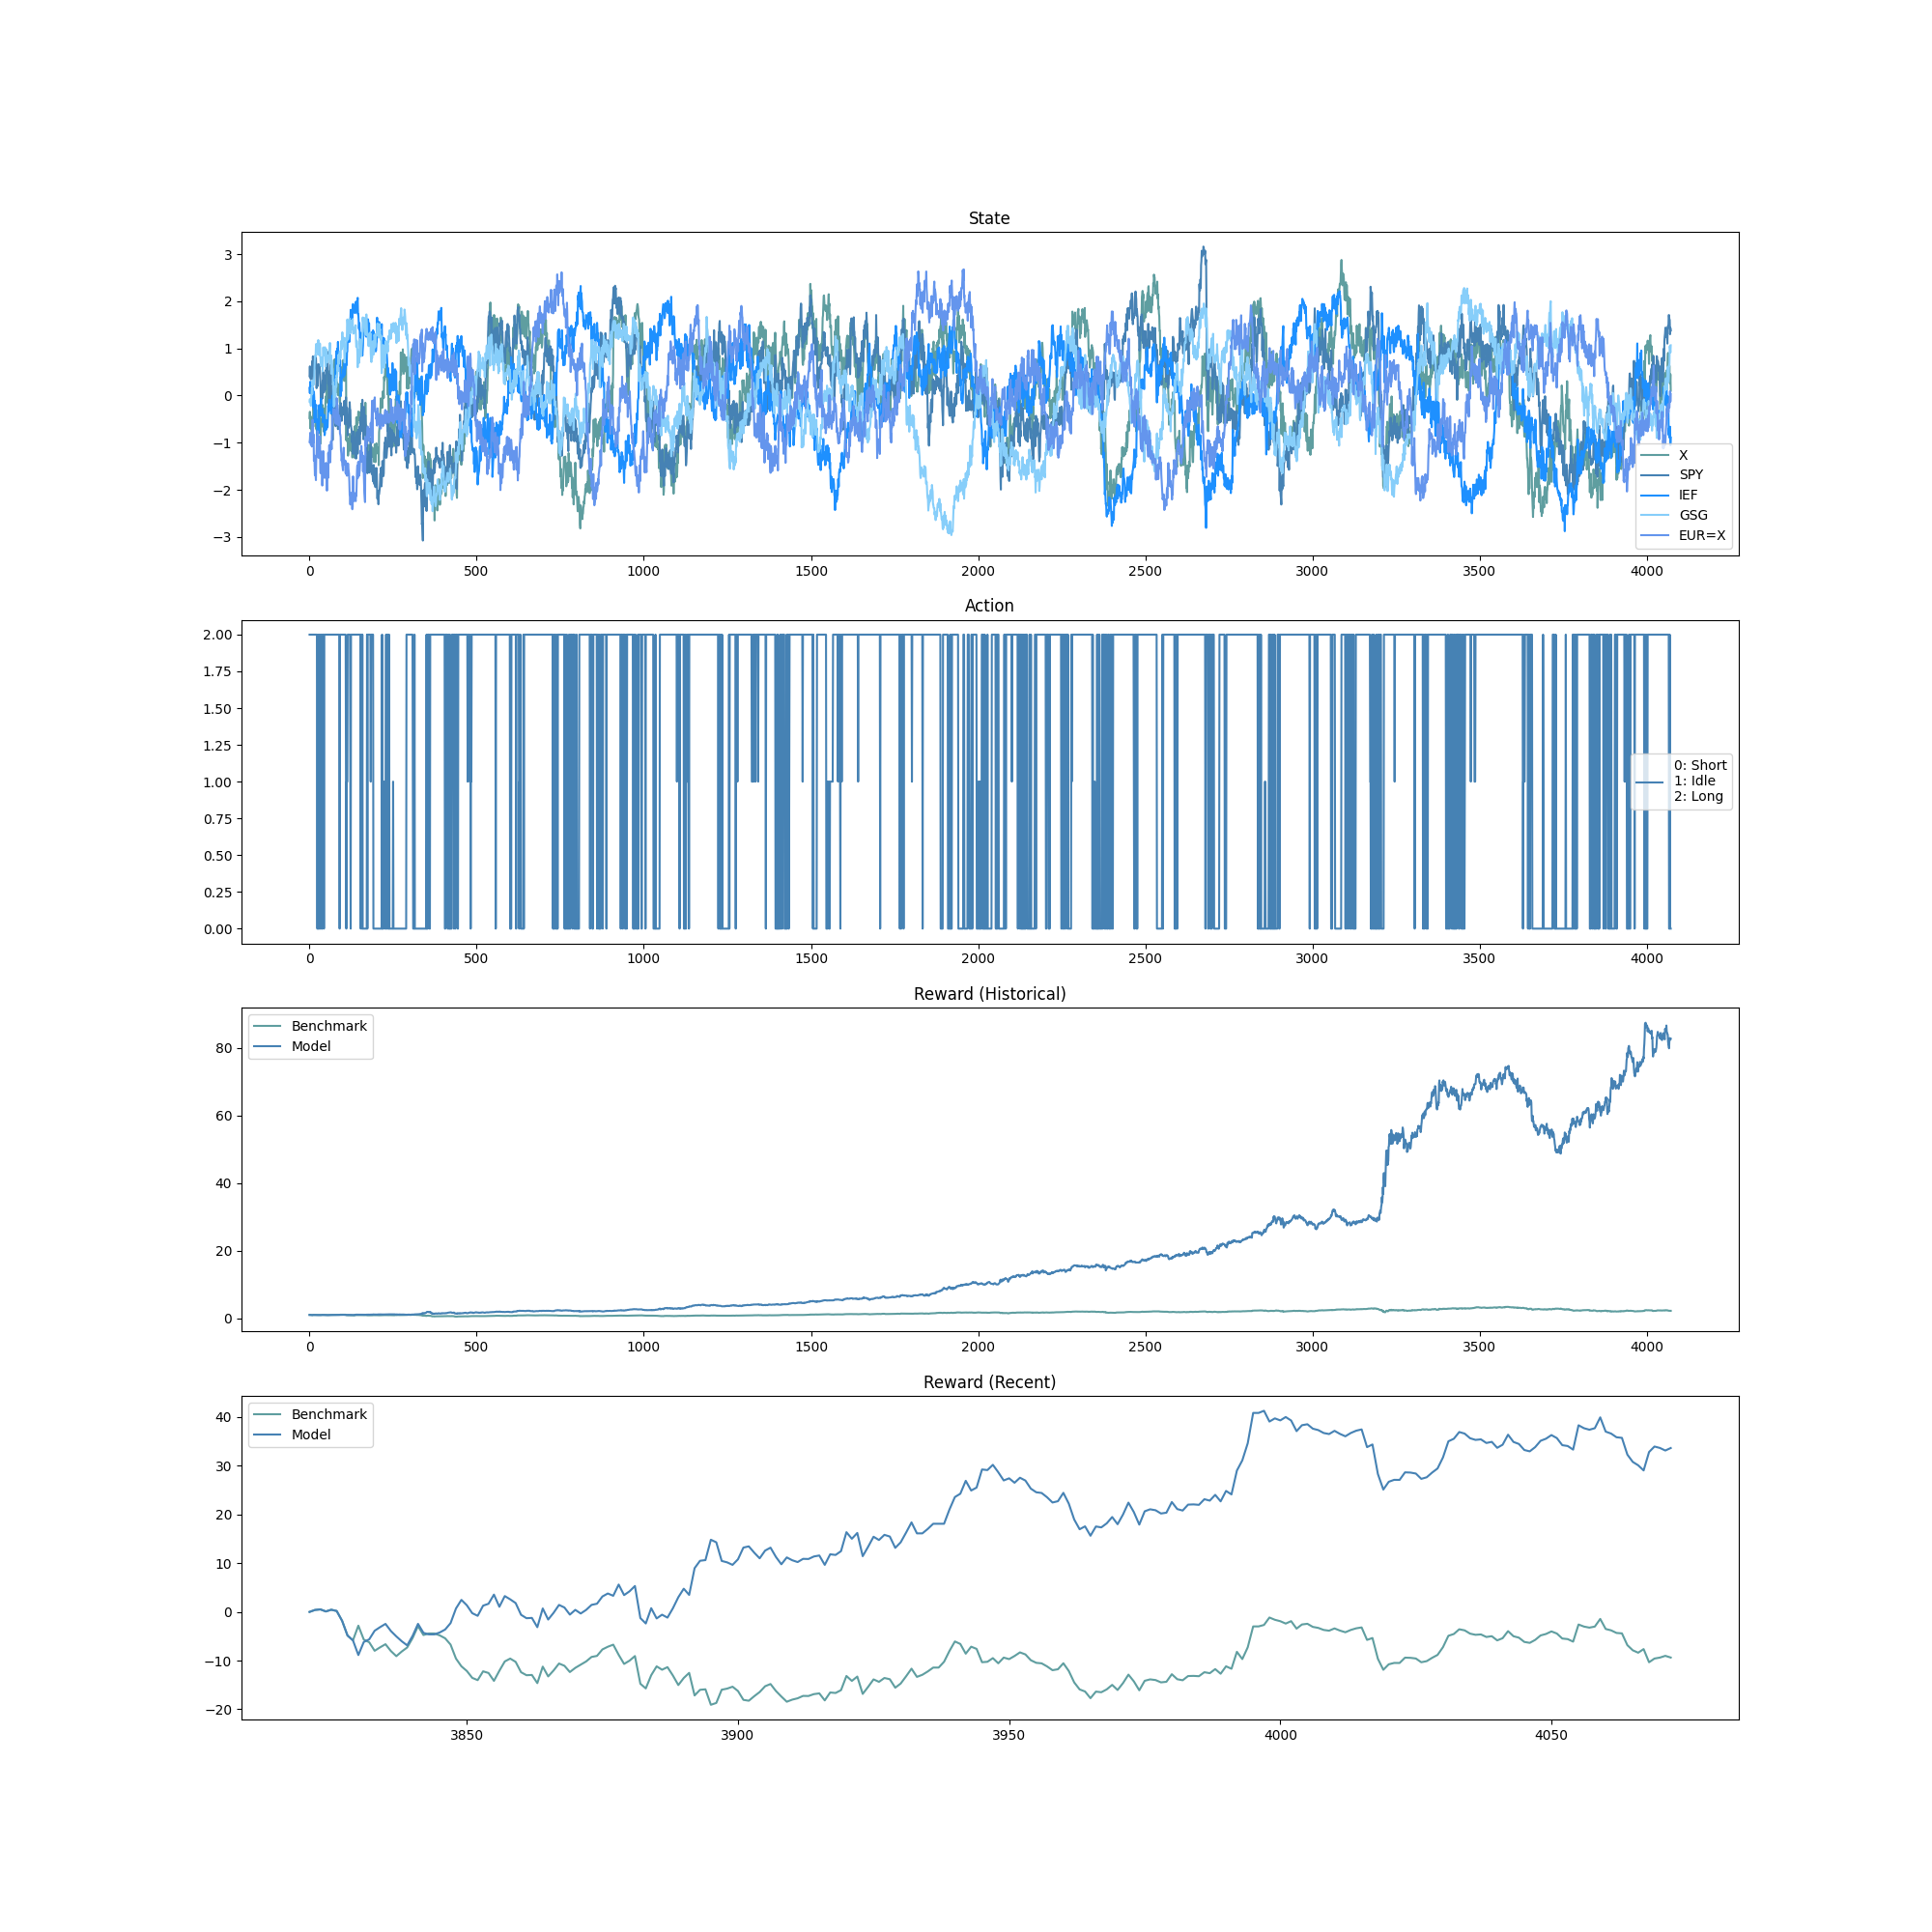 State
3
2
1
0
−1
−2
−3
X
SPY
IEF
GSG
EUR=X
0 500 1000 1500 2000 2500 3000 3500 4000
Action
2.00
1.75
1.50
1.25
1.00
0.75
0.50
0.25
0.00
0: Short
1: Idle
2: Long
0 500 1000 1500 2000 2500 3000 3500 4000
Reward (Historical)
Benchmark
Model
80
60
40
20
0
0 500 1000 1500 2000 2500 3000 3500 4000
Reward (Recent)
Benchmark
Model
40
30
20
10
0
−10
−20
3850 3900 3950 4000 4050